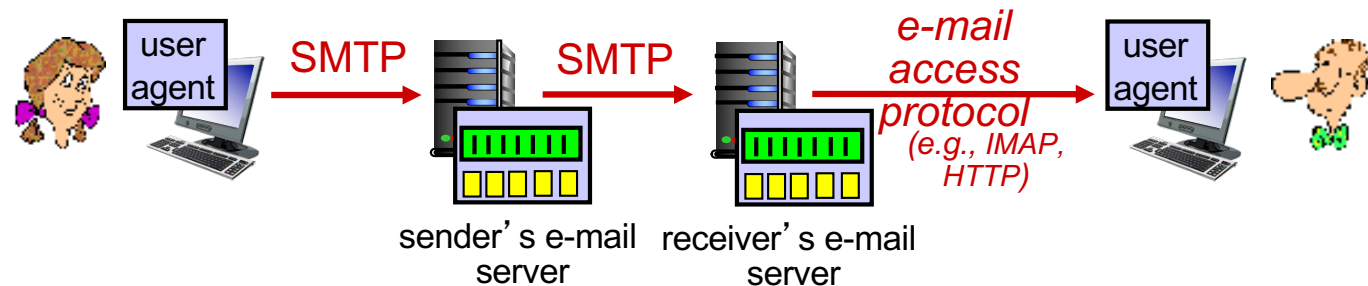 user
agent
SMTP
SMTP
e-mail
access
protocol
(e.g., IMAP,
HTTP)
user
agent
sender’s e-mail
server
receiver’s e-mail
server